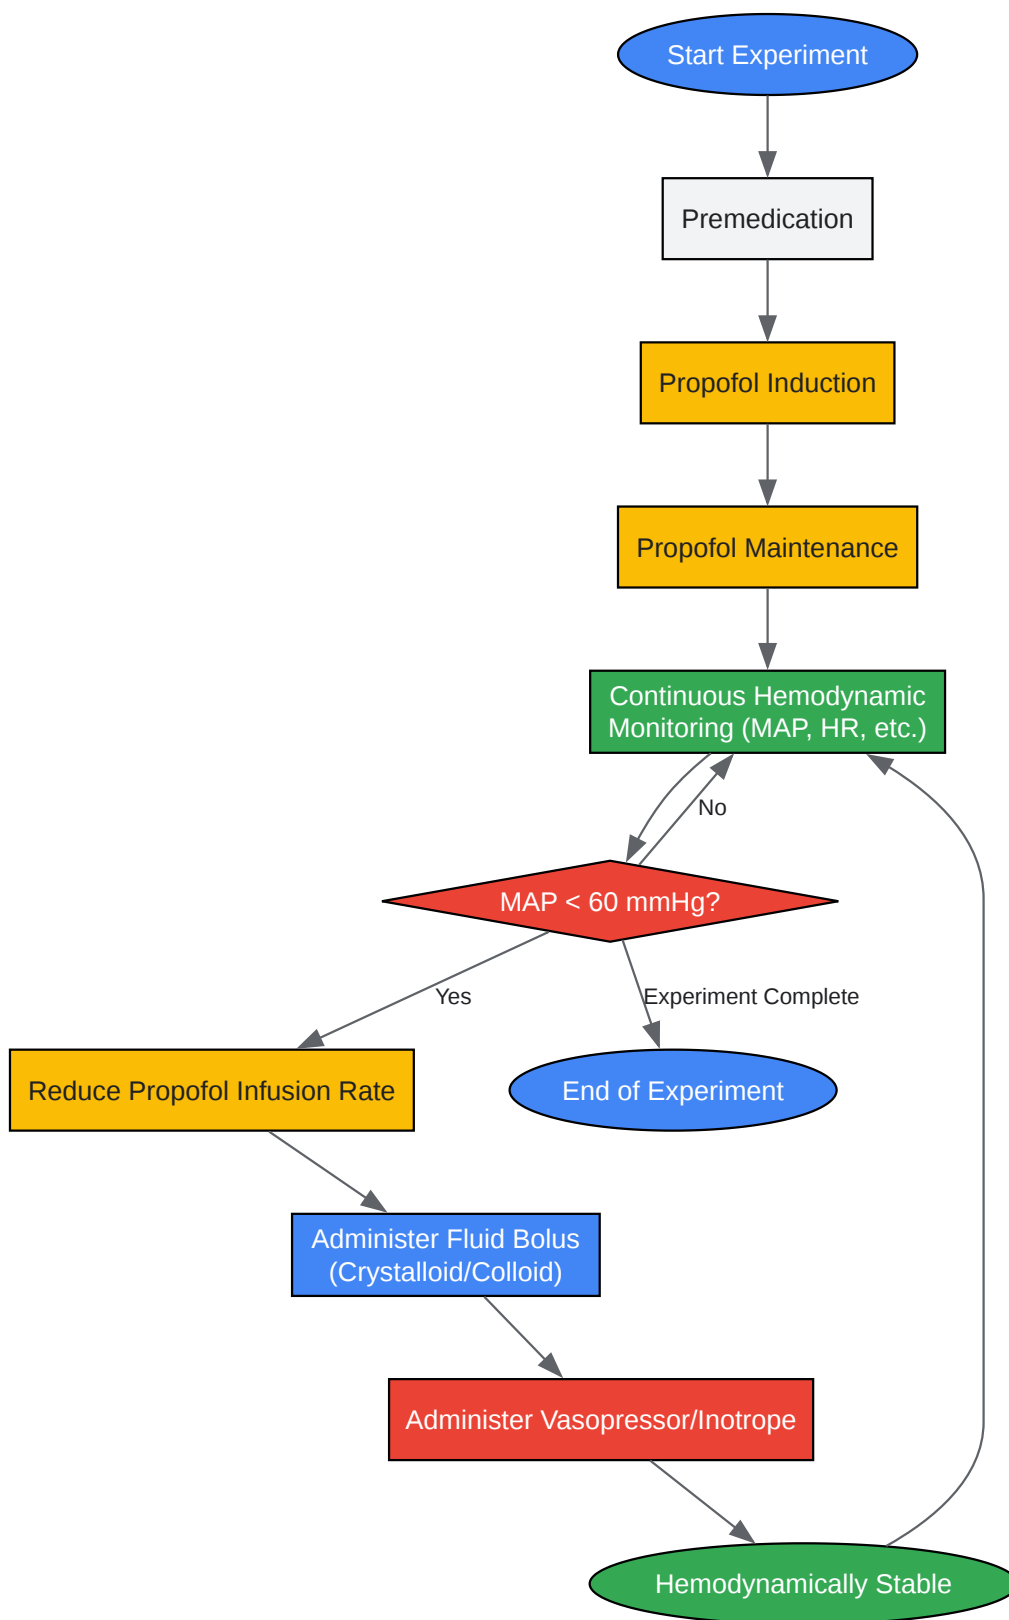 Start Experiment
Premedication
Propofol Induction
Propofol Maintenance
Continuous Hemodynamic
Monitoring (MAP, HR, etc.)
No
MAP < 60 mmHg?
Yes
Experiment Complete
Reduce Propofol Infusion Rate
End of Experiment
Administer Fluid Bolus
(Crystalloid/Colloid)
Administer Vasopressor/Inotrope
Hemodynamically Stable